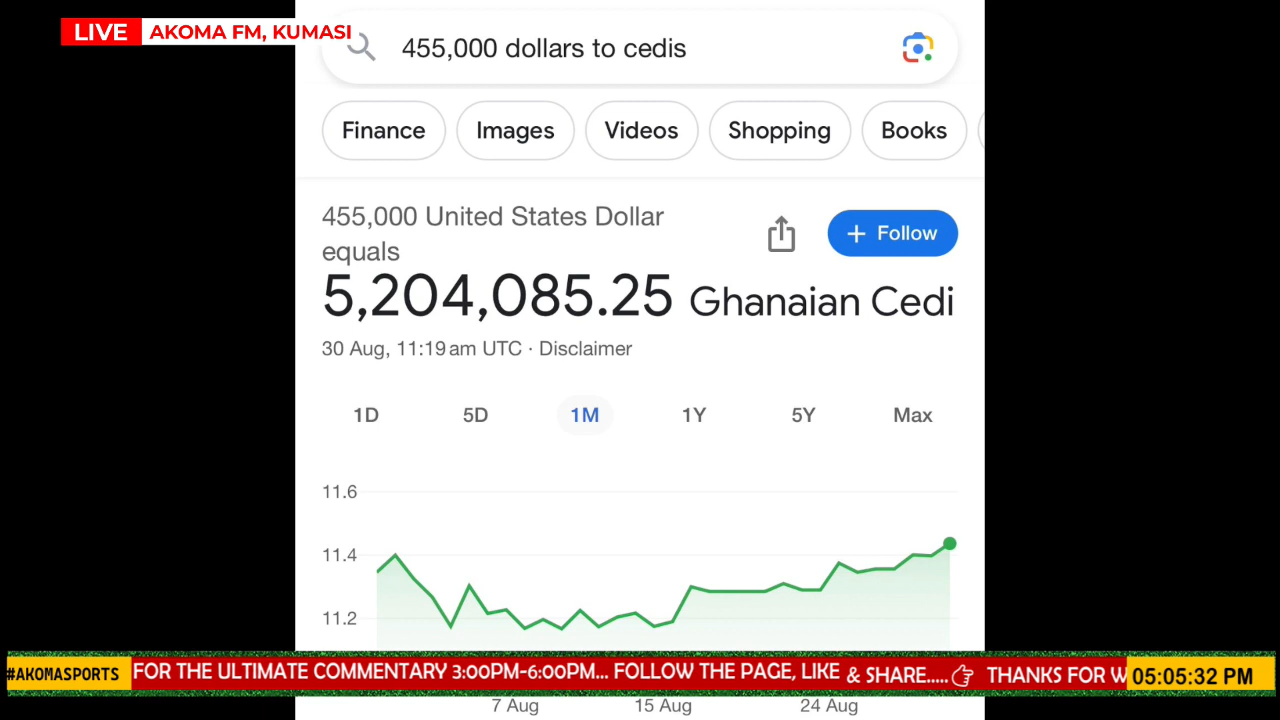 LIVE AKOMA FM, KUMASI
455,000 dollars to cedis
Finance Images Videos Shopping Books
455,000 United States Dollar
equals
+ Follow
5,204,085.25 Ghanaian Cedi
30 Aug, 11:19 am UTC · Disclaimer
1D 5D 1M 1Y 5Y Max
11.6
11.4
11.2
#AKOMASPORTS FOR THE ULTIMATE COMMENTARY 3:00PM-6:00PM... FOLLOW THE PAGE, LIKE & SHARE..... THANKS FOR W 05:05:32 PM
7 Aug 15 Aug 24 Aug